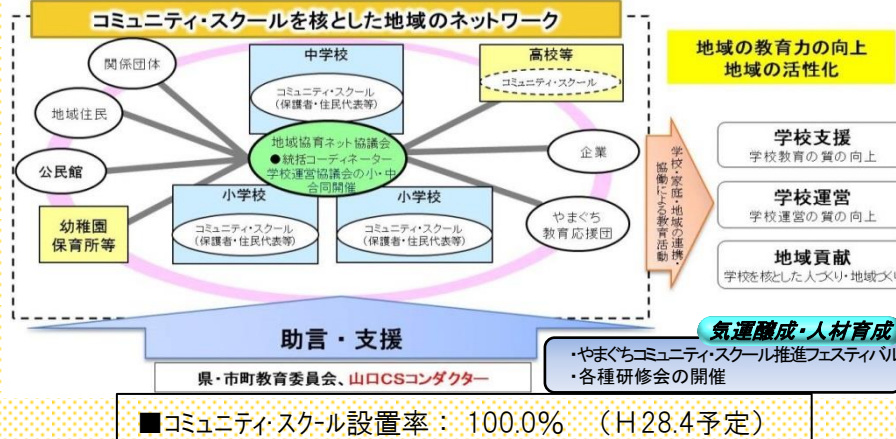 コミュニティ・スクールを核とした地域のネットワーク
関係団体
地域住民
公民館
幼稚園
保育所等
中学校
コミュニティ・スクール
(保護者・住民代表等)
地域協育ネット協議会
●統括コーディネーター
学校運営協議会の小・中
合同開催
小学校
コミュニティ・スクール
(保護者・住民代表等)
小学校
コミュニティ・スクール
(保護者・住民代表等)
高校等
コミュニティ・スクール
企業
やまぐち
教育応援団
学校・家庭・地域の連携・
協働による教育活動
地域の教育力の向上
地域の活性化
学校支援
学校教育の質の向上
学校運営
学校運営の質の向上
地域貢献
学校を核とした人づくり・地域づくり
助言・支援
県・市町教育委員会、山口CSコンダクター
気運醸成・人材育成
・やまぐちコミュニティ・スクール推進フェスティバル
・各種研修会の開催
■コミュニティ・スクール設置率： 100.0% （H28.4予定）